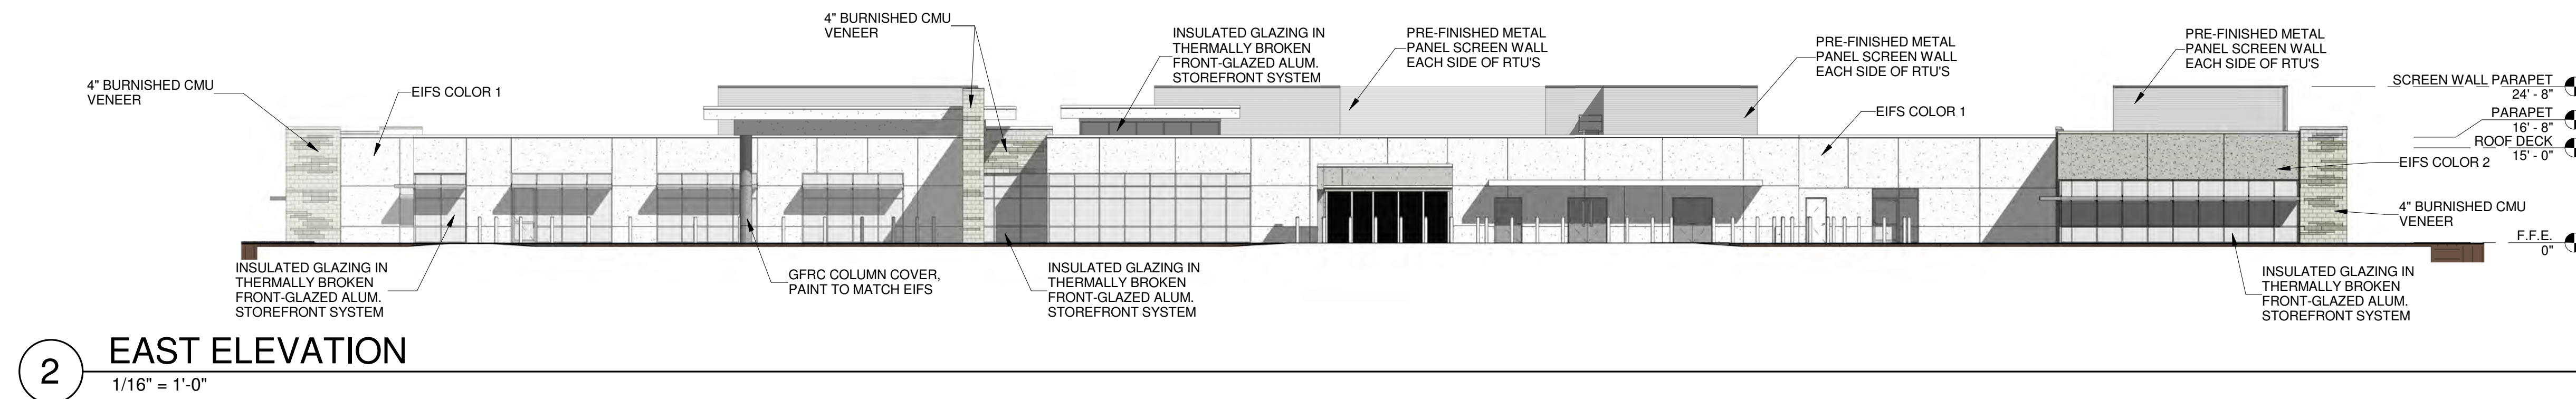 4" BURNISHED CMU
VENEER
EIFS COLOR 1
4" BURNISHED CMU
VENEER
INSULATED GLAZING IN
THERMALLY BROKEN
FRONT-GLAZED ALUM.
STOREFRONT SYSTEM
PRE-FINISHED METAL
PANEL SCREEN WALL
EACH SIDE OF RTU'S
PRE-FINISHED METAL
PANEL SCREEN WALL
EACH SIDE OF RTU'S
EIFS COLOR 1
PRE-FINISHED METAL
PANEL SCREEN WALL
EACH SIDE OF RTU'S
SCREEN WALL PARAPET
24' - 8"
PARAPET
16' - 8"
ROOF DECK
15' - 0"
EIFS COLOR 2
4" BURNISHED CMU
VENEER
F.F.E.
0"
INSULATED GLAZING IN
THERMALLY BROKEN
FRONT-GLAZED ALUM.
STOREFRONT SYSTEM
GFRC COLUMN COVER,
PAINT TO MATCH EIFS
INSULATED GLAZING IN
THERMALLY BROKEN
FRONT-GLAZED ALUM.
STOREFRONT SYSTEM
INSULATED GLAZING IN
THERMALLY BROKEN
FRONT-GLAZED ALUM.
STOREFRONT SYSTEM
2
EAST ELEVATION
1/16" = 1'-0"